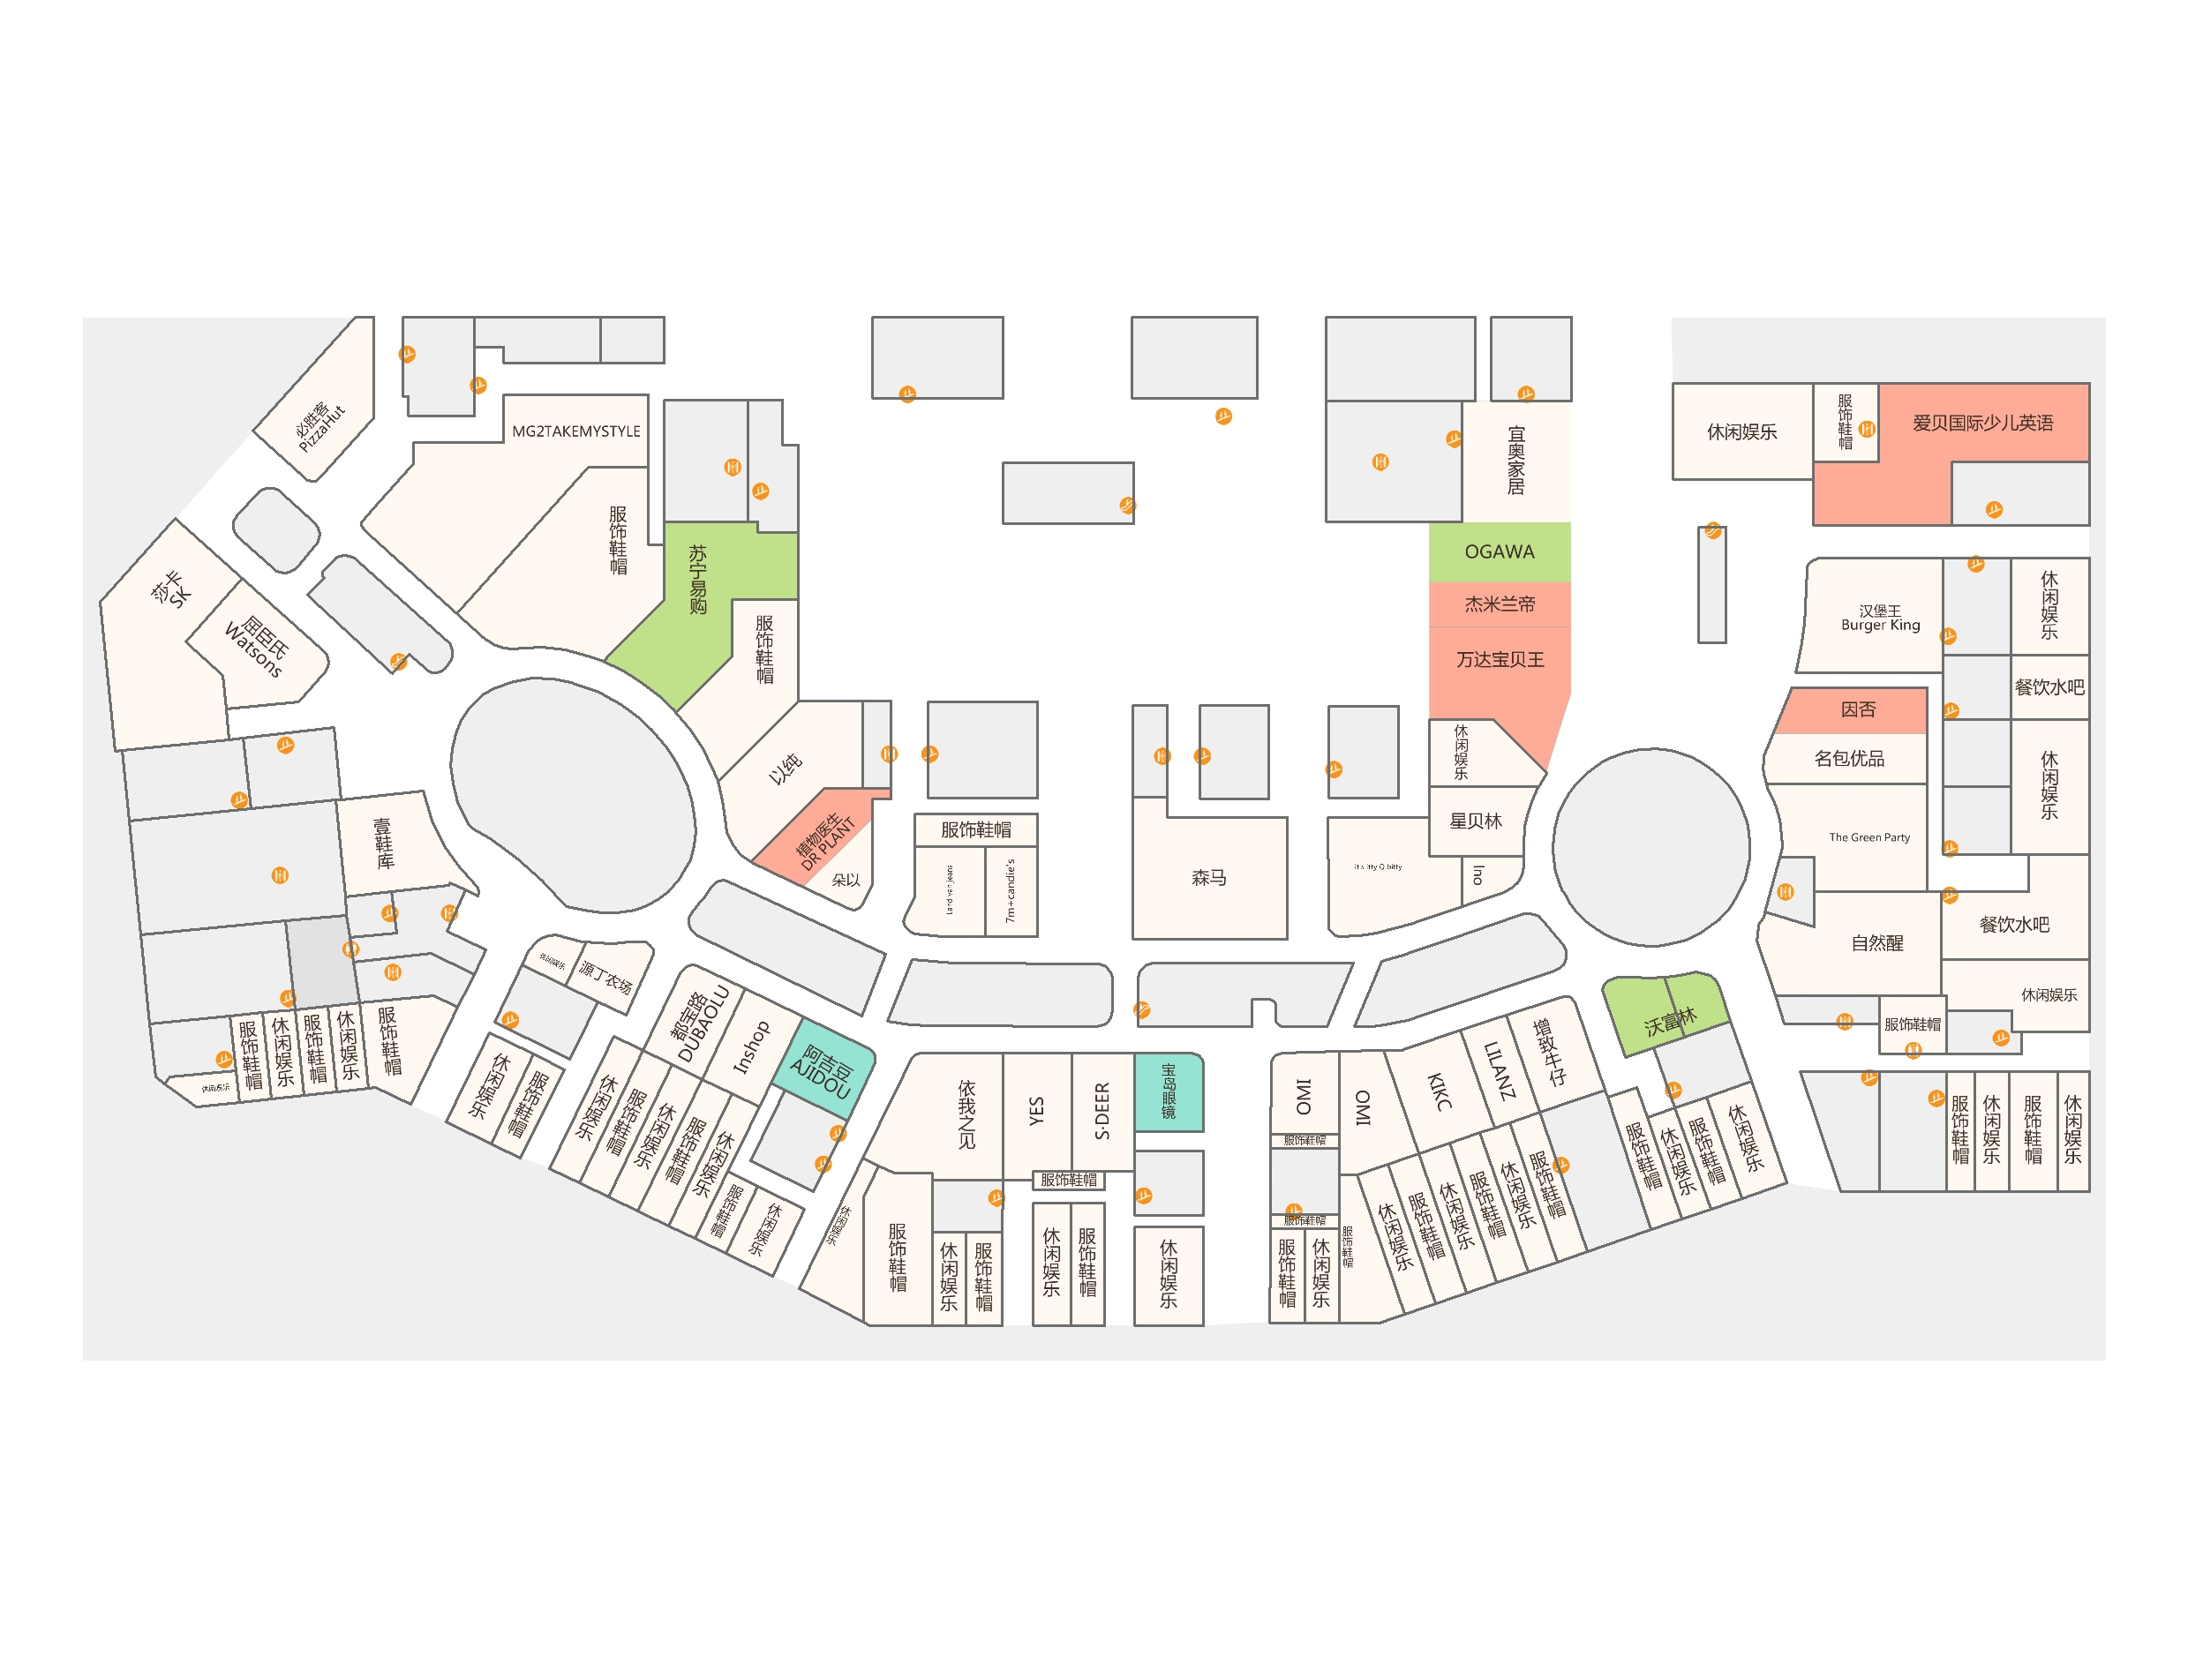 必胜客
PizzaHut
MG2TAKEMYSTYLE
服饰鞋帽
苏宁易购
服饰鞋帽
莎卡
SK
屈臣氏
Watsons
以纯
植物医生
DR PLANT
朵以
壹鞋库
宜奥家居
OGAWA
杰米兰帝
万达宝贝王
休闲娱乐
星贝林
it's itty Q bitty
Ino
休闲娱乐
服饰鞋帽
爱贝国际少儿英语
汉堡王
Burger King
休闲娱乐
餐饮水吧
因否
名包优品
休闲娱乐
The Green Party
自然醒
餐饮水吧
休闲娱乐
服饰鞋帽
服饰鞋帽
Land van jeans
7m+candie's
森马
休闲娱乐
源丁农场
都宝路
DUBAOLU
Inshop
阿吉豆
AJIDOU
休闲娱乐
服饰鞋帽
休闲娱乐
服饰鞋帽
休闲娱乐
服饰鞋帽
休闲娱乐
服饰鞋帽
休闲娱乐
服饰鞋帽
休闲娱乐
服饰鞋帽
休闲娱乐
服饰鞋帽
休闲娱乐
休闲娱乐
服饰鞋帽
依我之见
YES
S·DEER
宝岛眼镜
服饰鞋帽
休闲娱乐
服饰鞋帽
休闲娱乐
服饰鞋帽
休闲娱乐
OMI
OMI
KIKC
LILANZ
增致牛仔
沃富林
服饰鞋帽
服饰鞋帽
服饰鞋帽
休闲娱乐
服饰鞋帽
休闲娱乐
服饰鞋帽
休闲娱乐
服饰鞋帽
休闲娱乐
服饰鞋帽
服饰鞋帽
休闲娱乐
服饰鞋帽
休闲娱乐
服饰鞋帽
休闲娱乐
服饰鞋帽
休闲娱乐